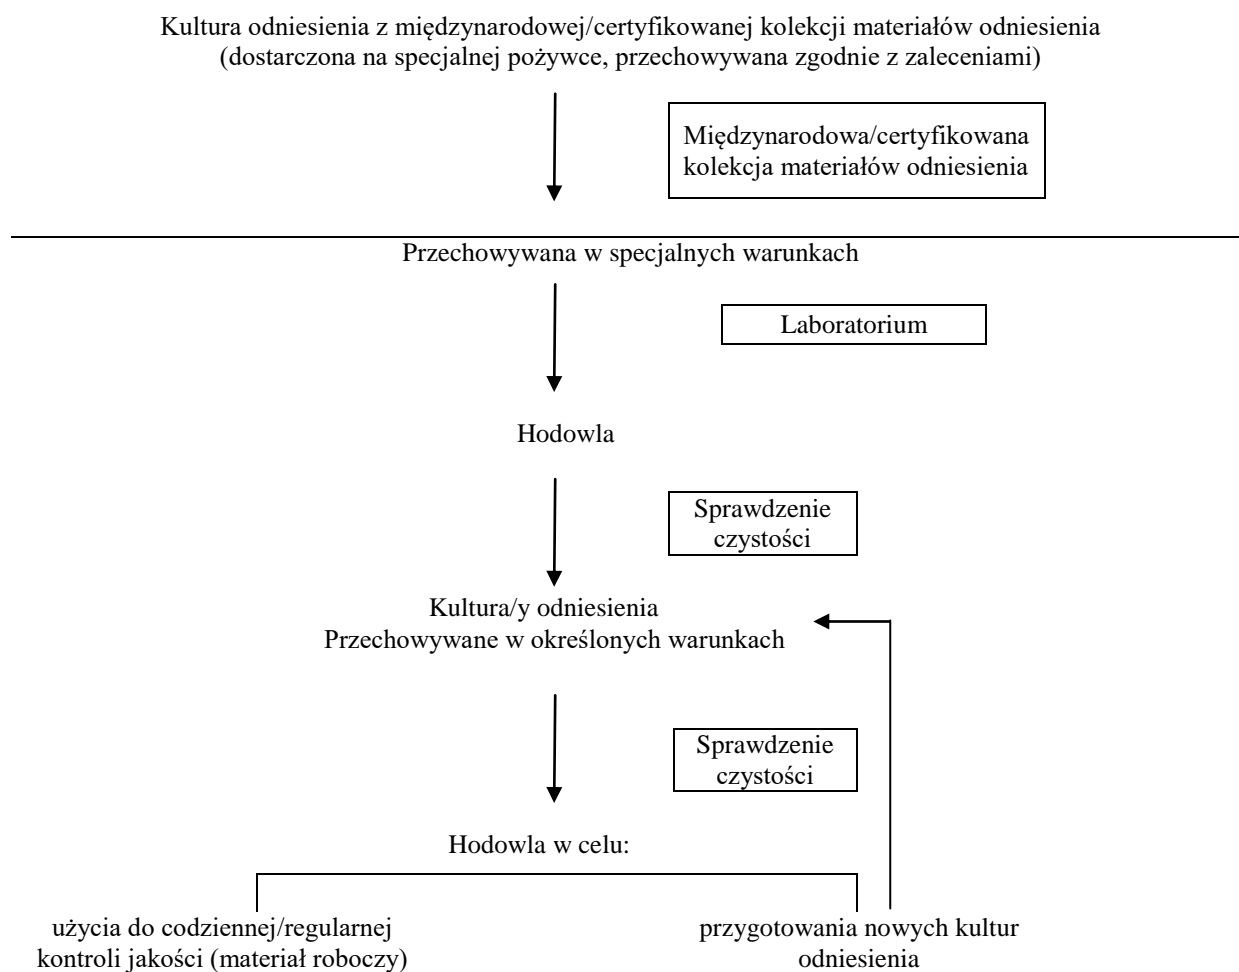 Kultura odniesienia z międzynarodowej/certyfikowanej kolekcji materiałów odniesienia
(dostarczona na specjalnej pożywce, przechowywana zgodnie z zaleceniami)
Międzynarodowa/certyfikowana
kolekcja materiałów odniesienia
Przechowywana w specjalnych warunkach
Laboratorium
Hodowla
Sprawdzenie
czystości
Kultura/y odniesienia
Przechowywane w określonych warunkach
Sprawdzenie
czystości
Hodowla w celu:
użycia do codziennej/regularnej
kontroli jakości (materiał roboczy)
przygotowania nowych kultur
odniesienia